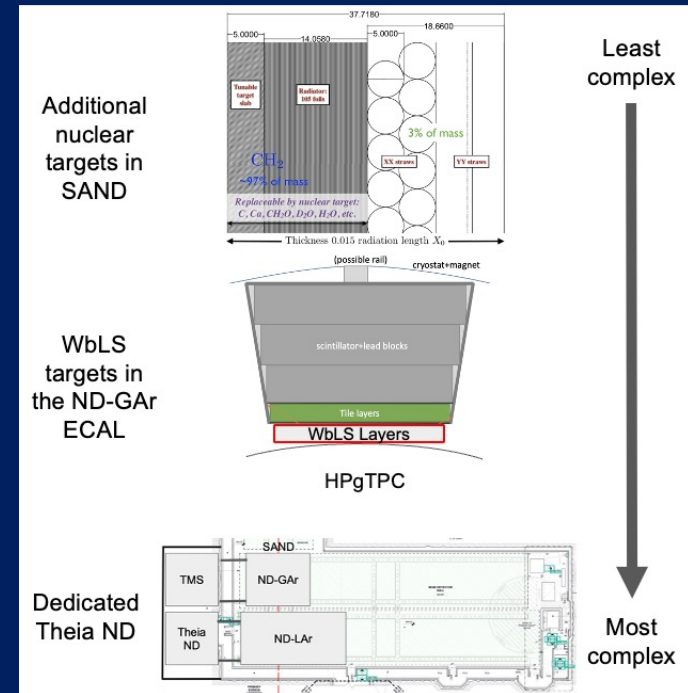 37.7180
18.6600
5.0000
14.0580
5.0000
Least
complex
Additional
nuclear
targets in
SAND
Tunable
target
slab
Radiator:
105 foils
3% of mass
CH2
~97% of mass
XX straws
YY straws
Replaceable by nuclear target:
C, Ca, CH2O, D2O, H2O, etc.
Thickness 0.015 radiation length X0
(possible rail)
cryostat+magnet
WbLS
targets in
the ND-GAr
ECAL
scintillator+lead blocks
Tile layers
WbLS Layers
HPgTPC
Dedicated
Theia ND
SAND
TMS
ND-GAr
Theia
ND
ND-LAr
Most
complex